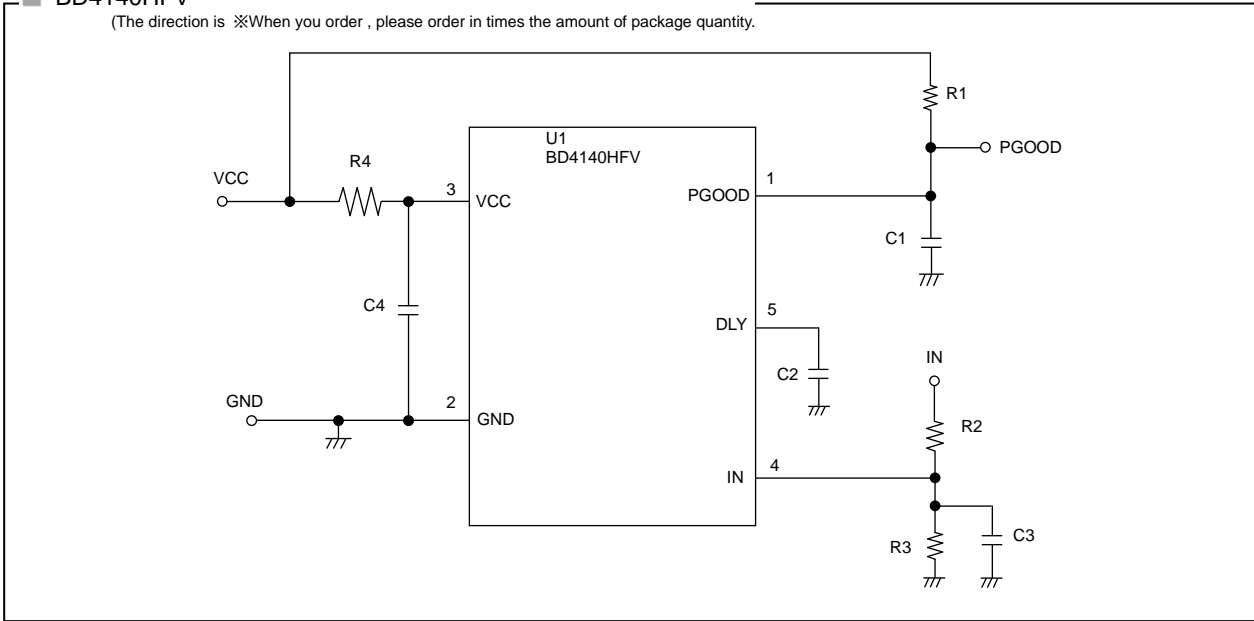 BD4140HFV
(The direction is ※When you order , please order in times the amount of package quantity.
R1
U1
BD4140HFV
PGOOD
R4
VCC
3
VCC
PGOOD
1
C1
C4
DLY
5
C2
IN
GND
2
GND
R2
IN
4
R3
C3